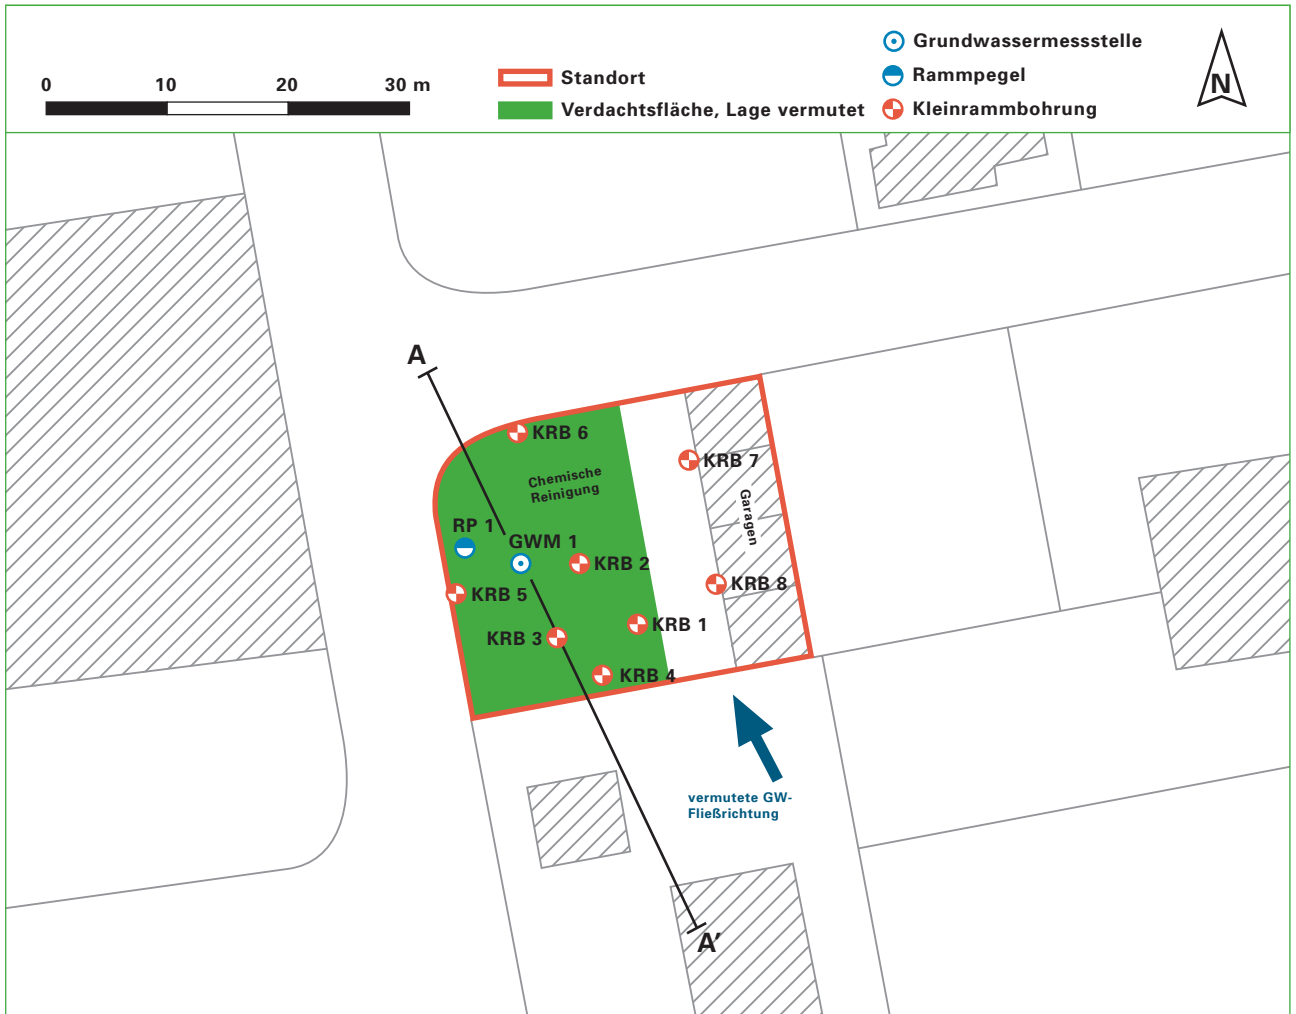 0 10 20 30 m
Standort
Verdachtsfläche, Lage vermutet
Grundwassermessstelle
Rammpegel
Kleinrammbohrung
N
A
KRB 6
KRB 7
Chemische
Reinigung
Garagen
RP 1
GWM 1
KRB 2
KRB 8
KRB 5
KRB 1
KRB 3
KRB 4
vermutete GW-
Fließrichtung
A′